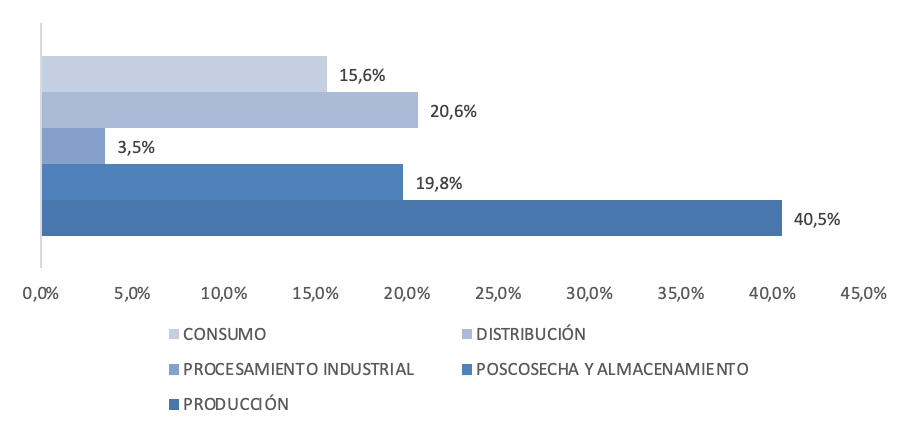 15,6%
20,6%
3,5%
19,8%
40,5%
0,0% 5,0% 10,0% 15,0% 20,0% 25,0% 30,0% 35,0% 40,0% 45,0%
CONSUMO DISTRIBUCIÓN
PROCESAMIENTO INDUSTRIAL POSCOSECHA Y ALMACENAMIENTO
PRODUCCIÓN